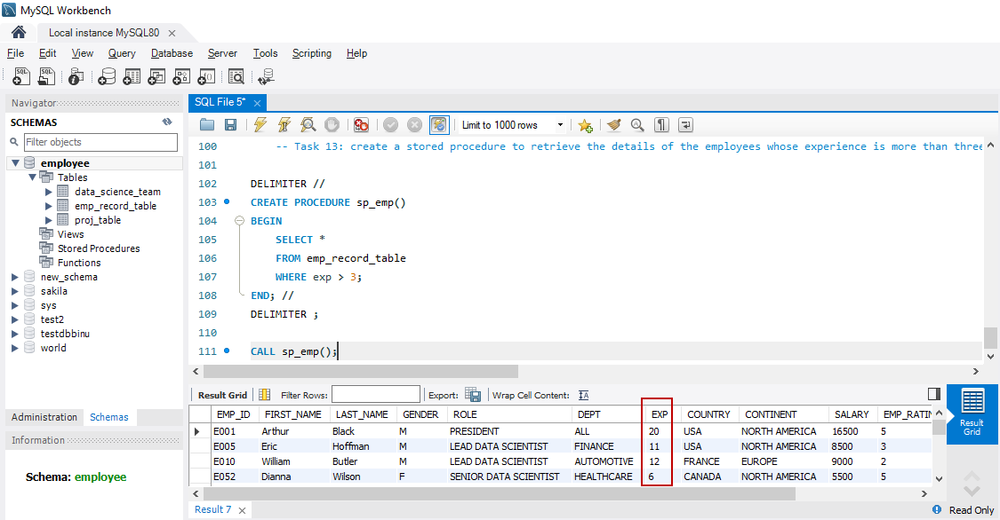 MySQL Workbench
Local instance MySQL80
File Edit View Query Database Server Tools Scripting Help
Navigator
SCHEMAS
Filter objects
employee
Tables
data_science_team
emp_record_table
proj_table
Views
Stored Procedures
Functions
new_schema
sakila
sys
test2
testdbbinu
world
Administration Schemas
Information
Schema: employee
SQL File 5*
Limit to 1000 rows
100 -- Task 13: create a stored procedure to retrieve the details of the employees whose experience is more than three
101
102 DELIMITER //
103 CREATE PROCEDURE sp_emp()
104 BEGIN
105 SELECT *
106 FROM emp_record_table
107 WHERE exp > 3;
108 END; //
109 DELIMITER ;
110
111 CALL sp_emp();
Result Grid Filter Rows: Export: Wrap Cell Content:
EMP_ID FIRST_NAME LAST_NAME GENDER ROLE DEPT EXP COUNTRY CONTINENT SALARY EMP_RATIN
E001 Arthur Black M PRESIDENT ALL 20 USA NORTH AMERICA 16500 5
E005 Eric Hoffman M LEAD DATA SCIENTIST FINANCE 11 USA NORTH AMERICA 8500 3
E010 William Butler M LEAD DATA SCIENTIST AUTOMOTIVE 12 FRANCE EUROPE 9000 2
E052 Dianna Wilson F SENIOR DATA SCIENTIST HEALTHCARE 6 CANADA NORTH AMERICA 5500 5
Result
Grid
Result 7
Read Only